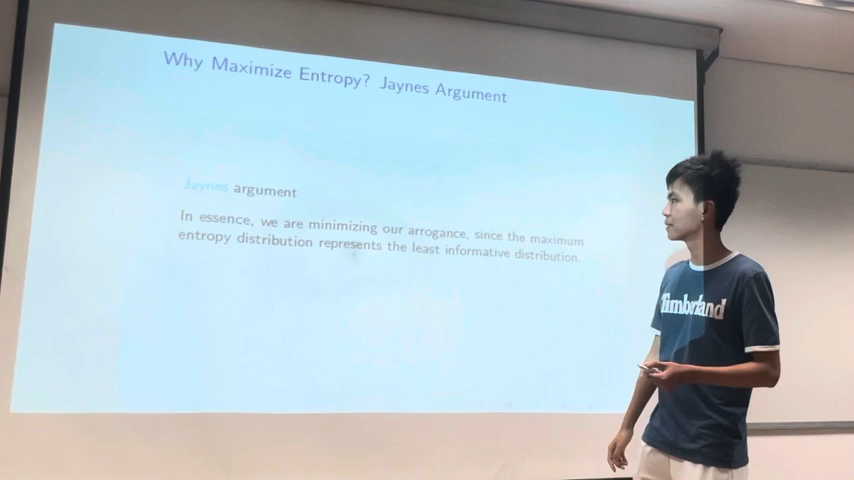 Why Maximize Entropy? Jaynes Argument
Jaynes argument
In essence, we are minimizing our arrogance, since the maximum
entropy distribution represents the least informative distribution.
Timberland